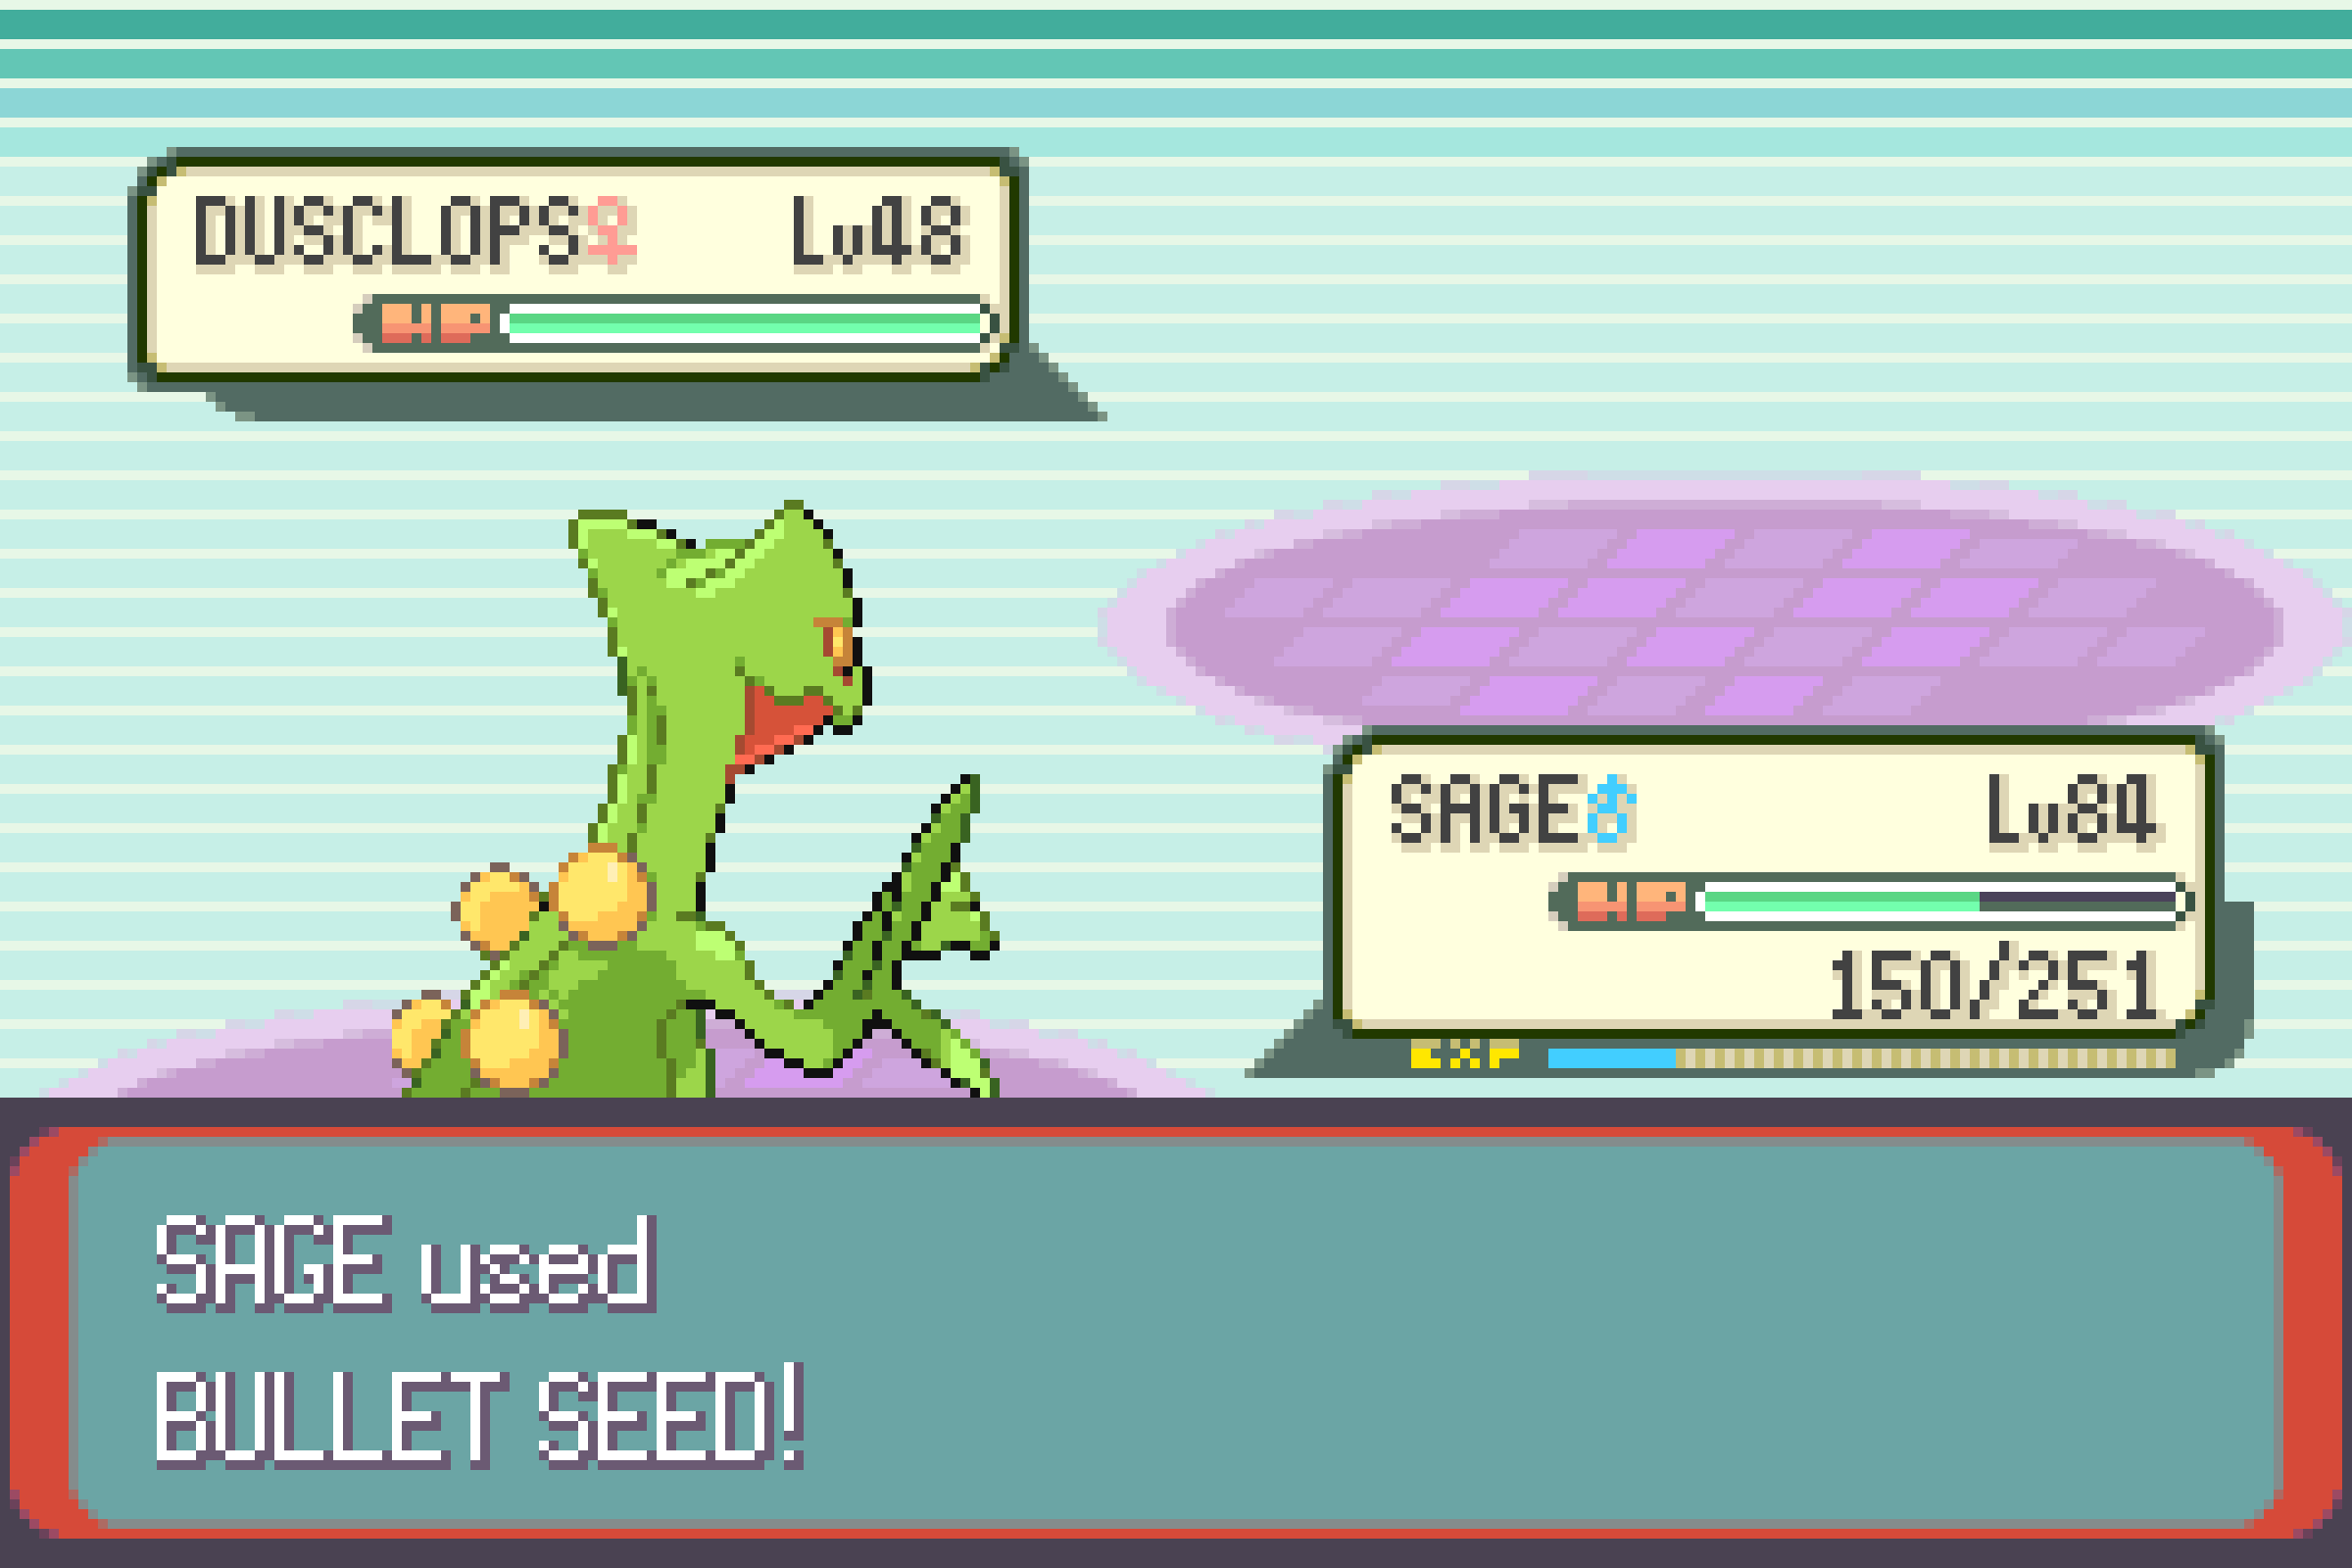 DUSCLOPS♀ Lv48
HP
SAGE♂ Lv84
HP
150/251
EXP
SAGE used
BULLET SEED!